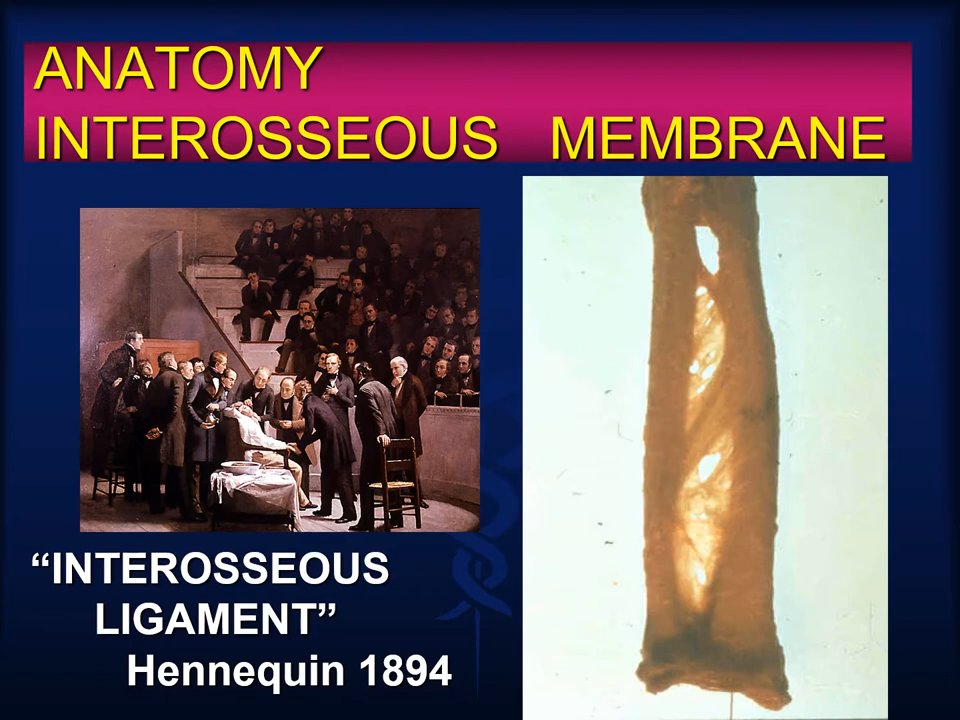 ANATOMY
INTEROSSEOUS MEMBRANE
“INTEROSSEOUS
LIGAMENT”
Hennequin 1894